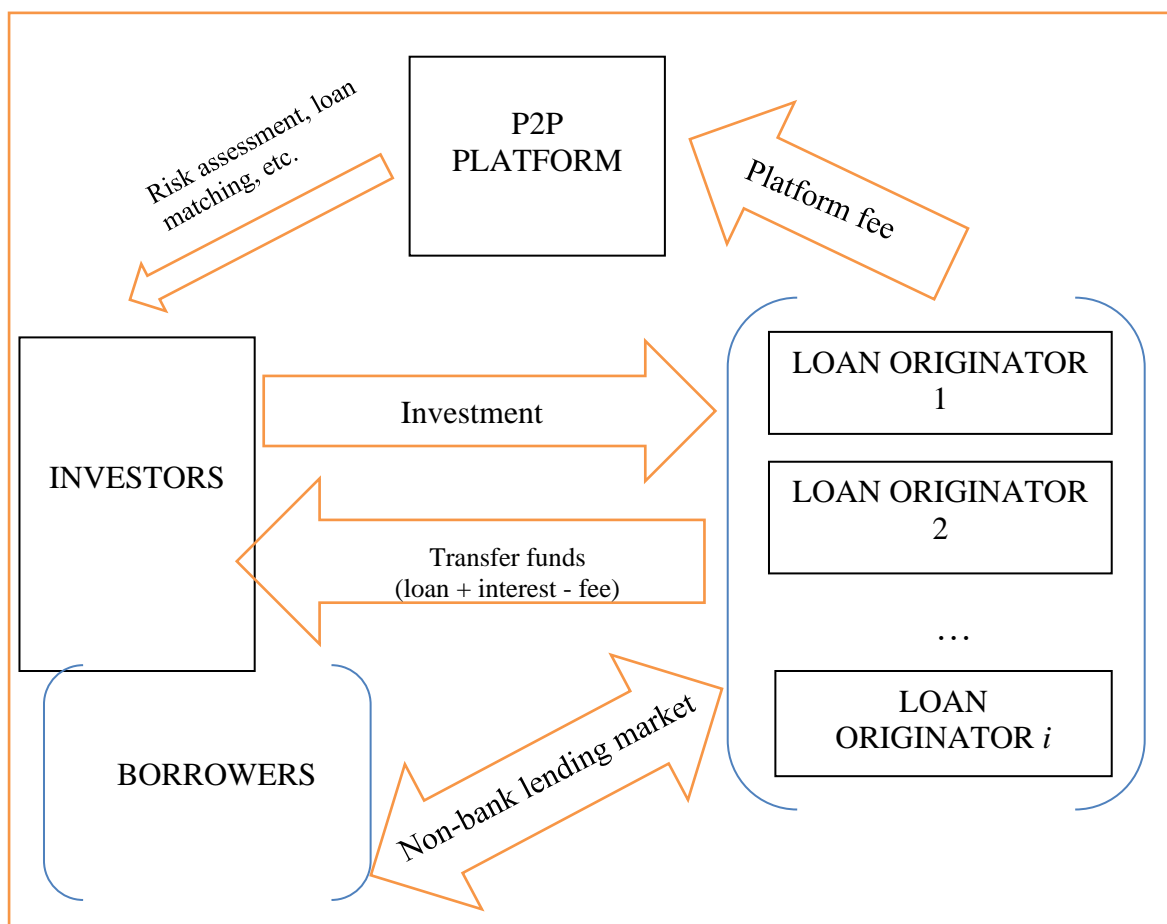 P2P
PLATFORM
Risk assessment, loan
matching, etc.
Platform fee
INVESTORS
Investment
Transfer funds
(loan + interest - fee)
LOAN ORIGINATOR
1
LOAN ORIGINATOR
2
…
LOAN
ORIGINATOR i
BORROWERS
Non-bank lending market